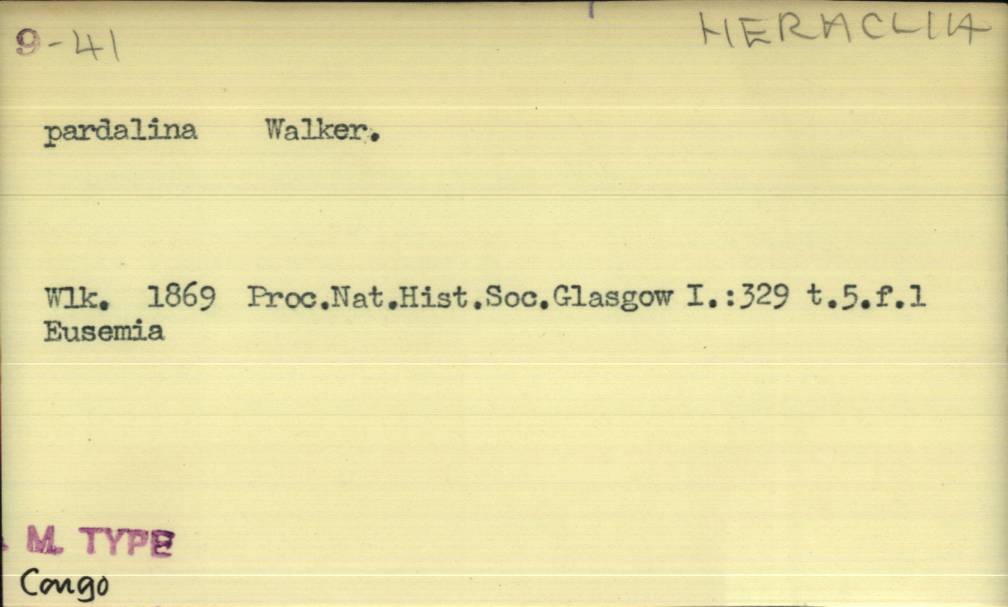 9-41
HERACLIA
pardalina Walker.
Wlk. 1869 Proc.Nat.Hist.Soc.Glasgow I.:329 t.5.f.1
Eusemia
M. TYPE
Congo